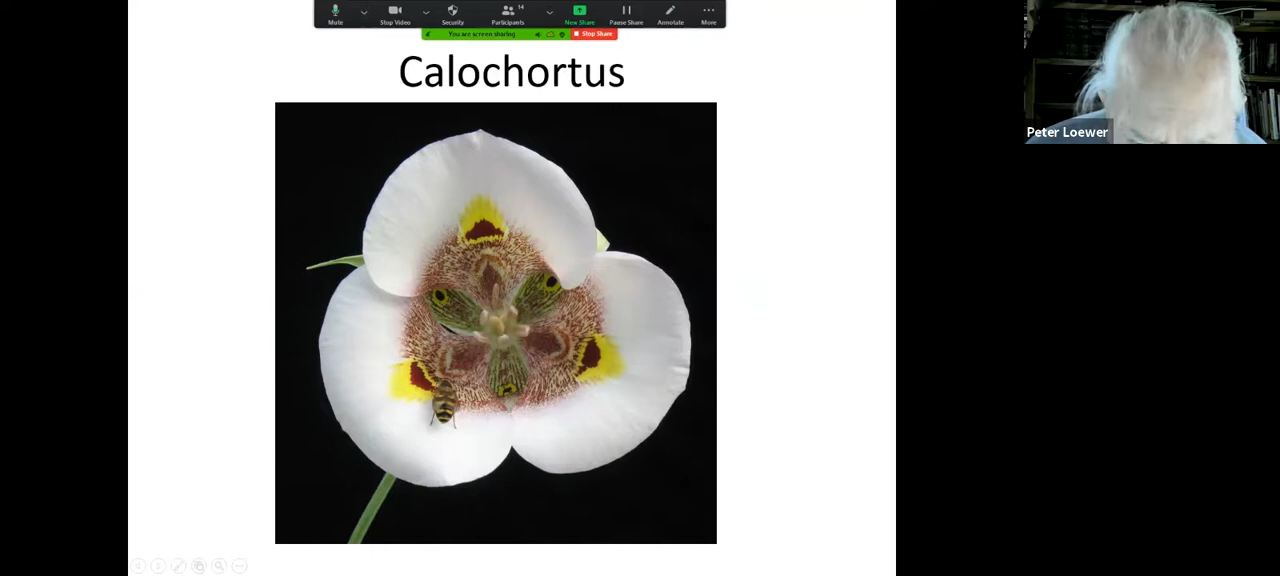 14
Mute
Stop Video
Security
Participants
New Share
Pause Share
Annotate
More
You are screen sharing
Stop Share
Calochortus
Peter Loewer